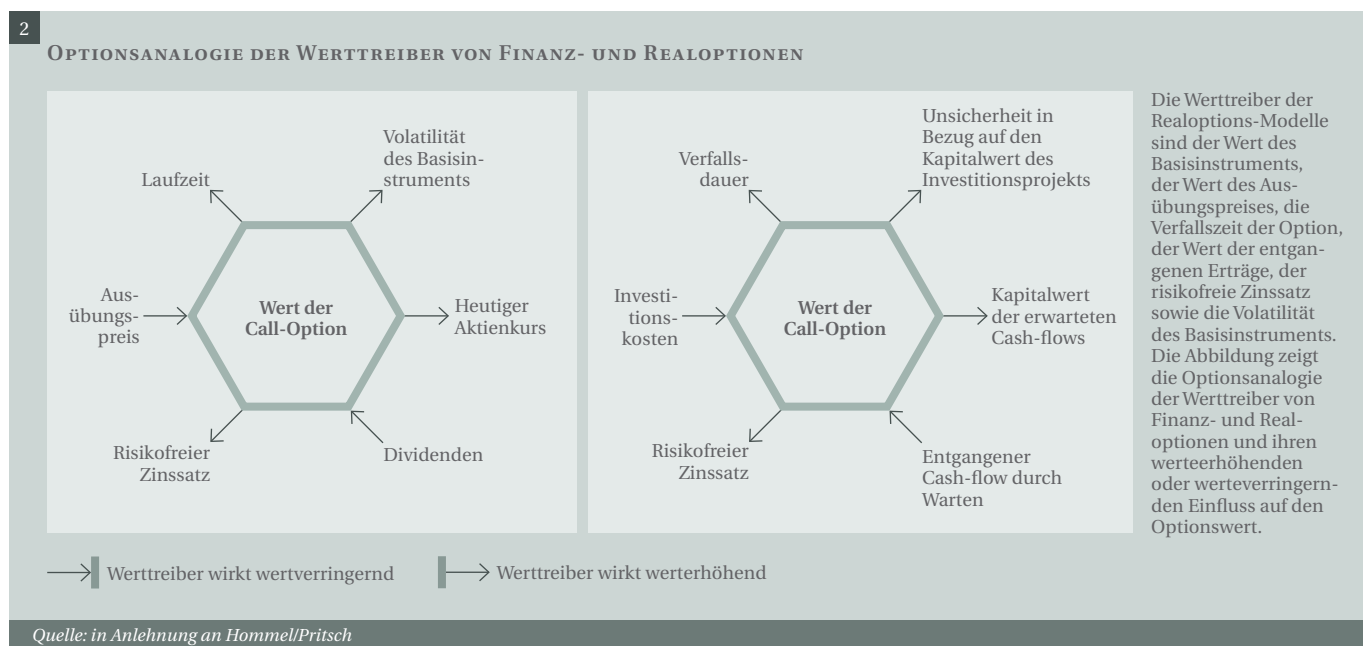 2
Optionsanalogie der Werttreiber von Finanz- und Realoptionen
Laufzeit
Volatilität
des Basisin-
struments
Aus-
übungs-
preis
Wert der
Call-Option
Heutiger
Aktienkurs
Risikofreier
Zinssatz
Dividenden
Verfalls-
dauer
Unsicherheit in
Bezug auf den
Kapitalwert des
Investitionsprojekts
Investi-
tions-
kosten
Wert der
Call-Option
Kapitalwert
der erwarteten
Cash-flows
Risikofreier
Zinssatz
Entgangener
Cash-flow durch
Warten
Die Werttreiber der
Realoptions-Modelle
sind der Wert des
Basisinstruments,
der Wert des Aus-
übungspreises, die
Verfallszeit der Option,
der Wert der entgan-
genen Erträge, der
risikofreie Zinssatz
sowie die Volatilität
des Basisinstruments.
Die Abbildung zeigt
die Optionsanalogie
der Werttreiber von
Finanz- und Real-
optionen und ihren
werteerhöhenden
oder werteverringern-
den Einfluss auf den
Optionswert.
Werttreiber wirkt wertverringernd
Werttreiber wirkt werterhöhend
Quelle: in Anlehnung an Hommel/Pritsch